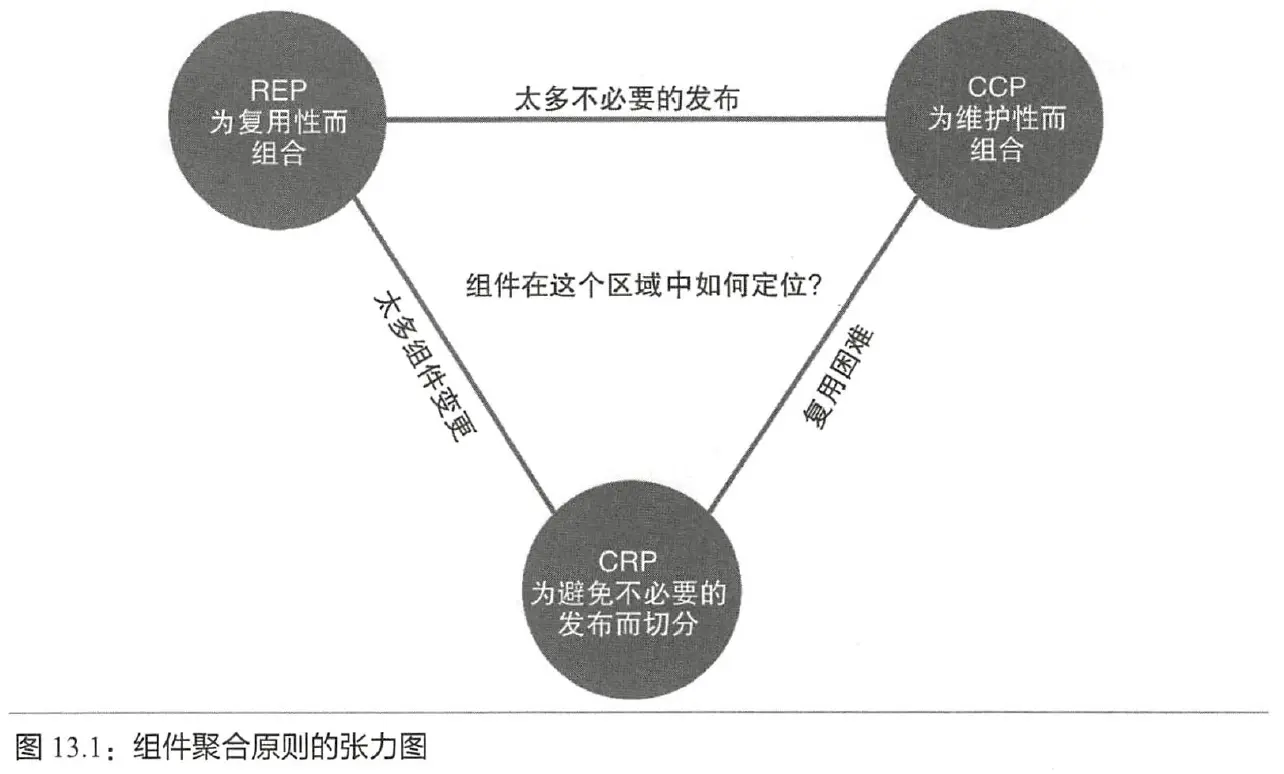 REP
为复用性而
组合
太多不必要的发布
CCP
为维护性而
组合
组件在这个区域中如何定位?
太多组件变更
复用困难
CRP
为避免不必要的
发布而切分
图 13.1：组件聚合原则的张力图